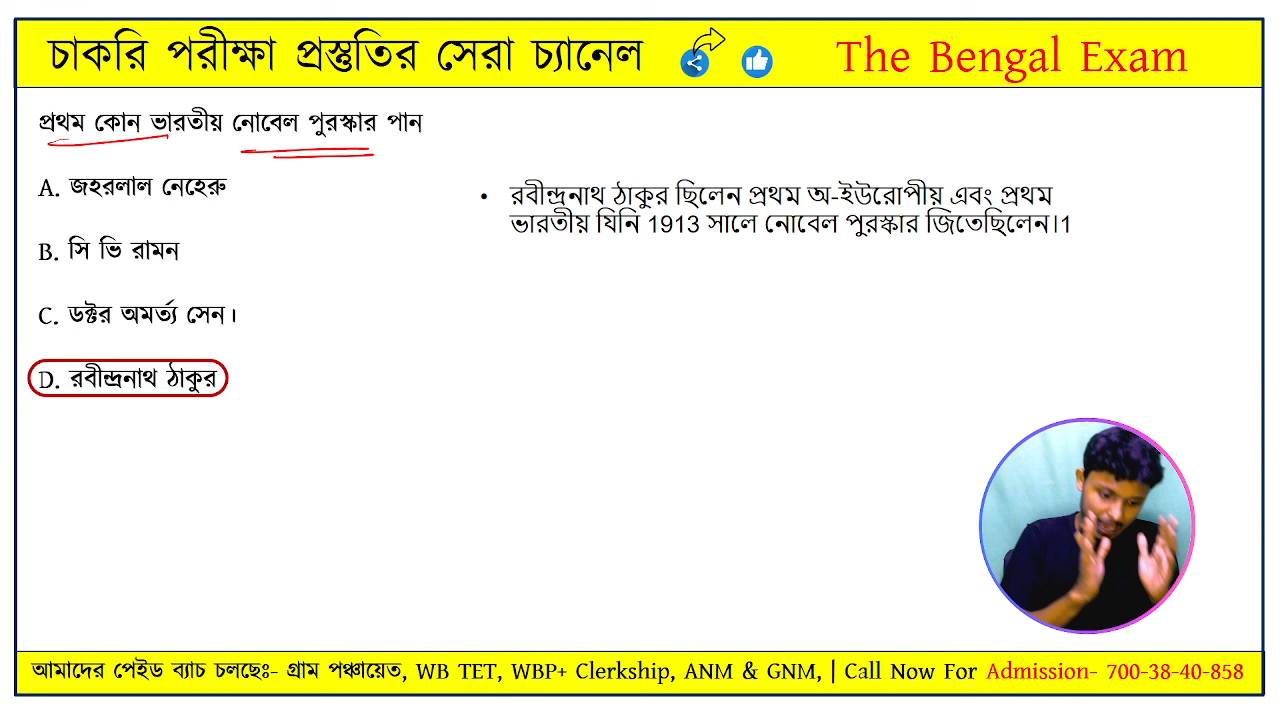 চাকরি পরীক্ষা প্রস্তুতির সেরা চ্যানেল The Bengal Exam
প্রথম কোন ভারতীয় নোবেল পুরস্কার পান
A. জহরলাল নেহেরু
B. সি ভি রামন
C. ডক্টর অমর্ত্য সেন।
D. রবীন্দ্রনাথ ঠাকুর
• রবীন্দ্রনাথ ঠাকুর ছিলেন প্রথম অ-ইউরোপীয় এবং প্রথম
ভারতীয় যিনি 1913 সালে নোবেল পুরস্কার জিতেছিলেন।1
আমাদের পেইড ব্যাচ চলছেঃ- গ্রাম পঞ্চায়েত, WB TET, WBP+ Clerkship, ANM & GNM, | Call Now For Admission- 700-38-40-858